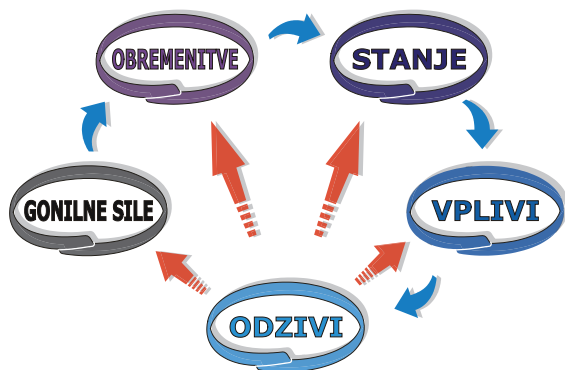 OBREMENITVE
STANJE
GONILNE SILE
VPLIVI
ODZIVI